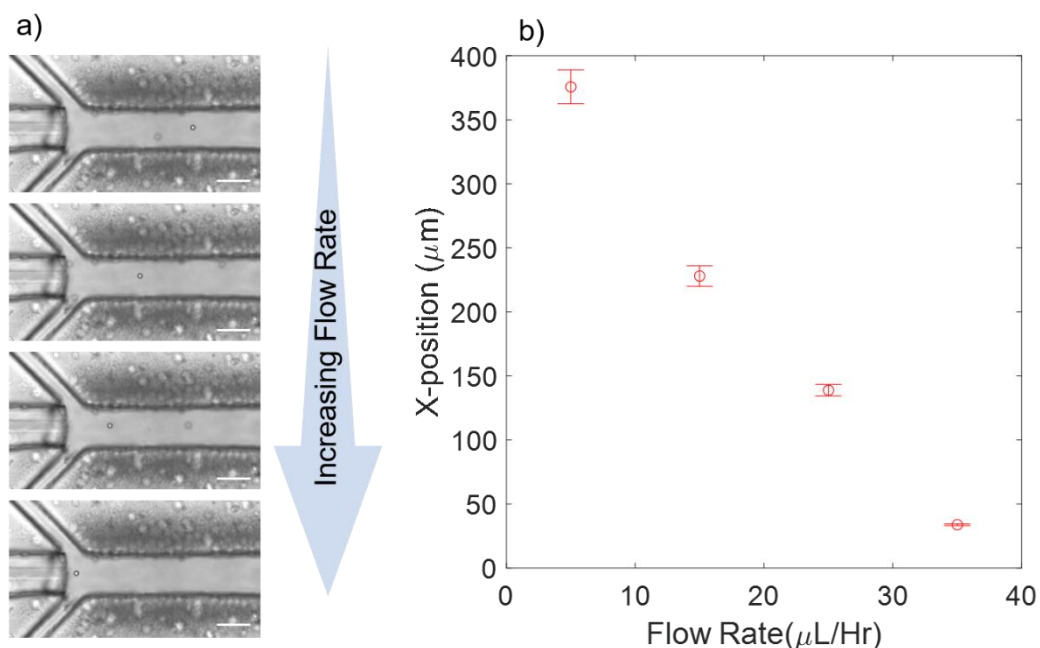 a)
Increasing Flow Rate
b)
400
350
300
250
200
150
100
50
0
X-position (μm)
0
10
20
30
40
Flow Rate(μL/Hr)